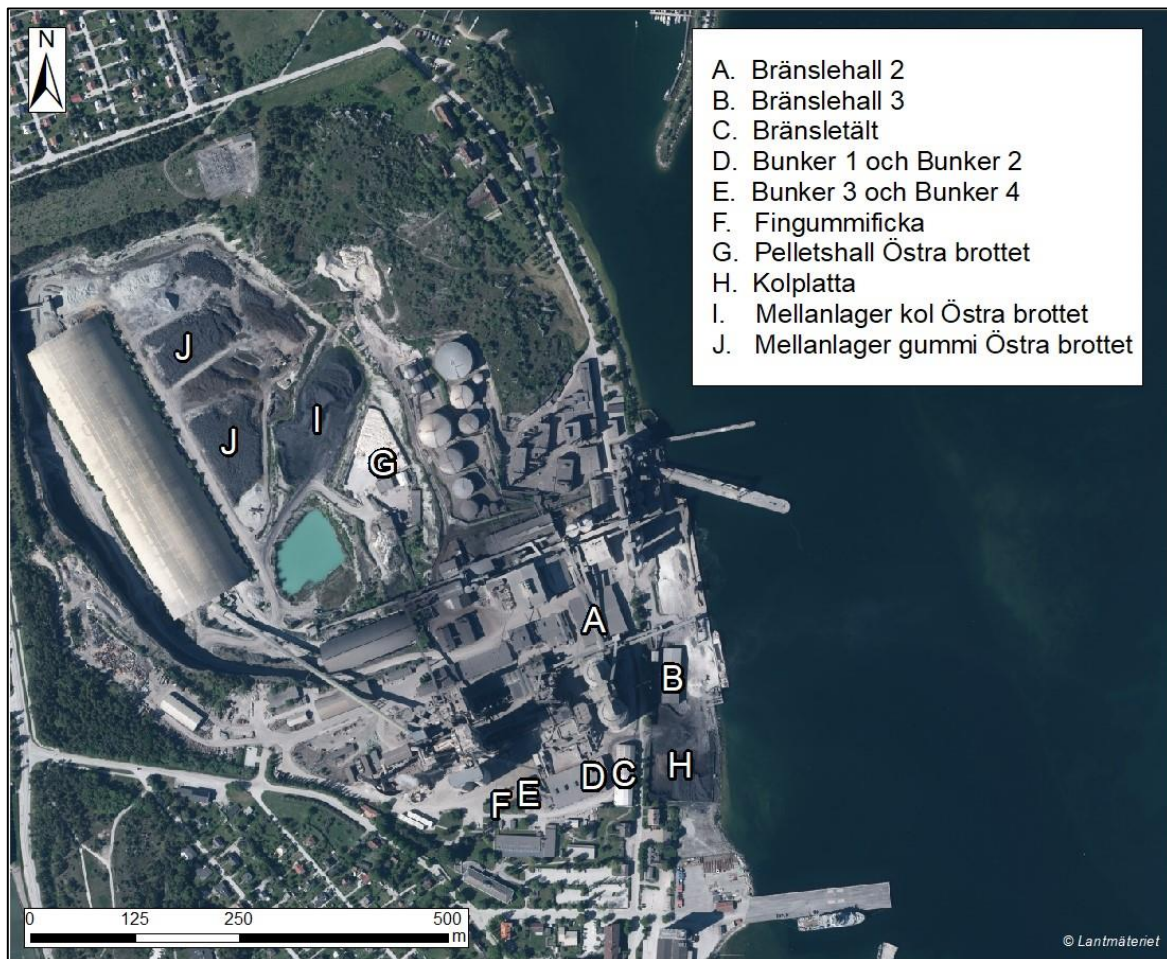 N
A. Bränslehall 2
B. Bränslehall 3
C. Bränsletält
D. Bunker 1 och Bunker 2
E. Bunker 3 och Bunker 4
F. Fingummificka
G. Pelletshall Östra brottet
H. Kolplatta
I. Mellanlager kol Östra brottet
J. Mellanlager gummi Östra brottet
J
I
J
G
A
B
H
D
C
E
F
0 125 250 500
m
© Lantmäteriet